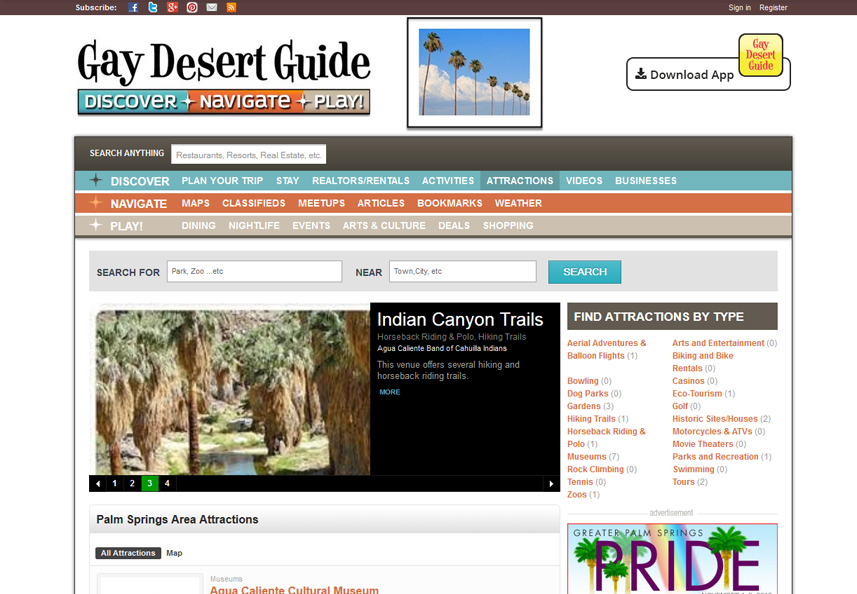 Subscribe:
Sign in Register
Gay Desert Guide
DISCOVER NAVIGATE PLAY!
Download App
Gay
Desert
Guide
SEARCH ANYTHING Restaurants, Resorts, Real Estate, etc.
DISCOVER PLAN YOUR TRIP STAY REALTORS/RENTALS ACTIVITIES ATTRACTIONS VIDEOS BUSINESSES
NAVIGATE MAPS CLASSIFIEDS MEETUPS ARTICLES BOOKMARKS WEATHER
PLAY! DINING NIGHTLIFE EVENTS ARTS & CULTURE DEALS SHOPPING
SEARCH FOR Park, Zoo ...etc NEAR Town,City, etc SEARCH
Indian Canyon Trails
Horseback Riding & Polo, Hiking Trails
Agua Caliente Band of Cahuilla Indians
This venue offers several hiking and
horseback riding trails.
MORE
1 2 3 4
FIND ATTRACTIONS BY TYPE
Aerial Adventures &
Balloon Flights (1)
Bowling (0)
Dog Parks (0)
Gardens (3)
Hiking Trails (1)
Horseback Riding &
Polo (1)
Museums (7)
Rock Climbing (0)
Tennis (0)
Zoos (1)
Arts and Entertainment (0)
Biking and Bike
Rentals (0)
Casinos (0)
Eco-Tourism (1)
Golf (0)
Historic Sites/Houses (2)
Motorcycles & ATVs (0)
Movie Theaters (0)
Parks and Recreation (1)
Swimming (0)
Tours (2)
advertisement
GREATER PALM SPRINGS
PRIDE
Palm Springs Area Attractions
All Attractions Map
Museums
Agua Caliente Cultural Museum